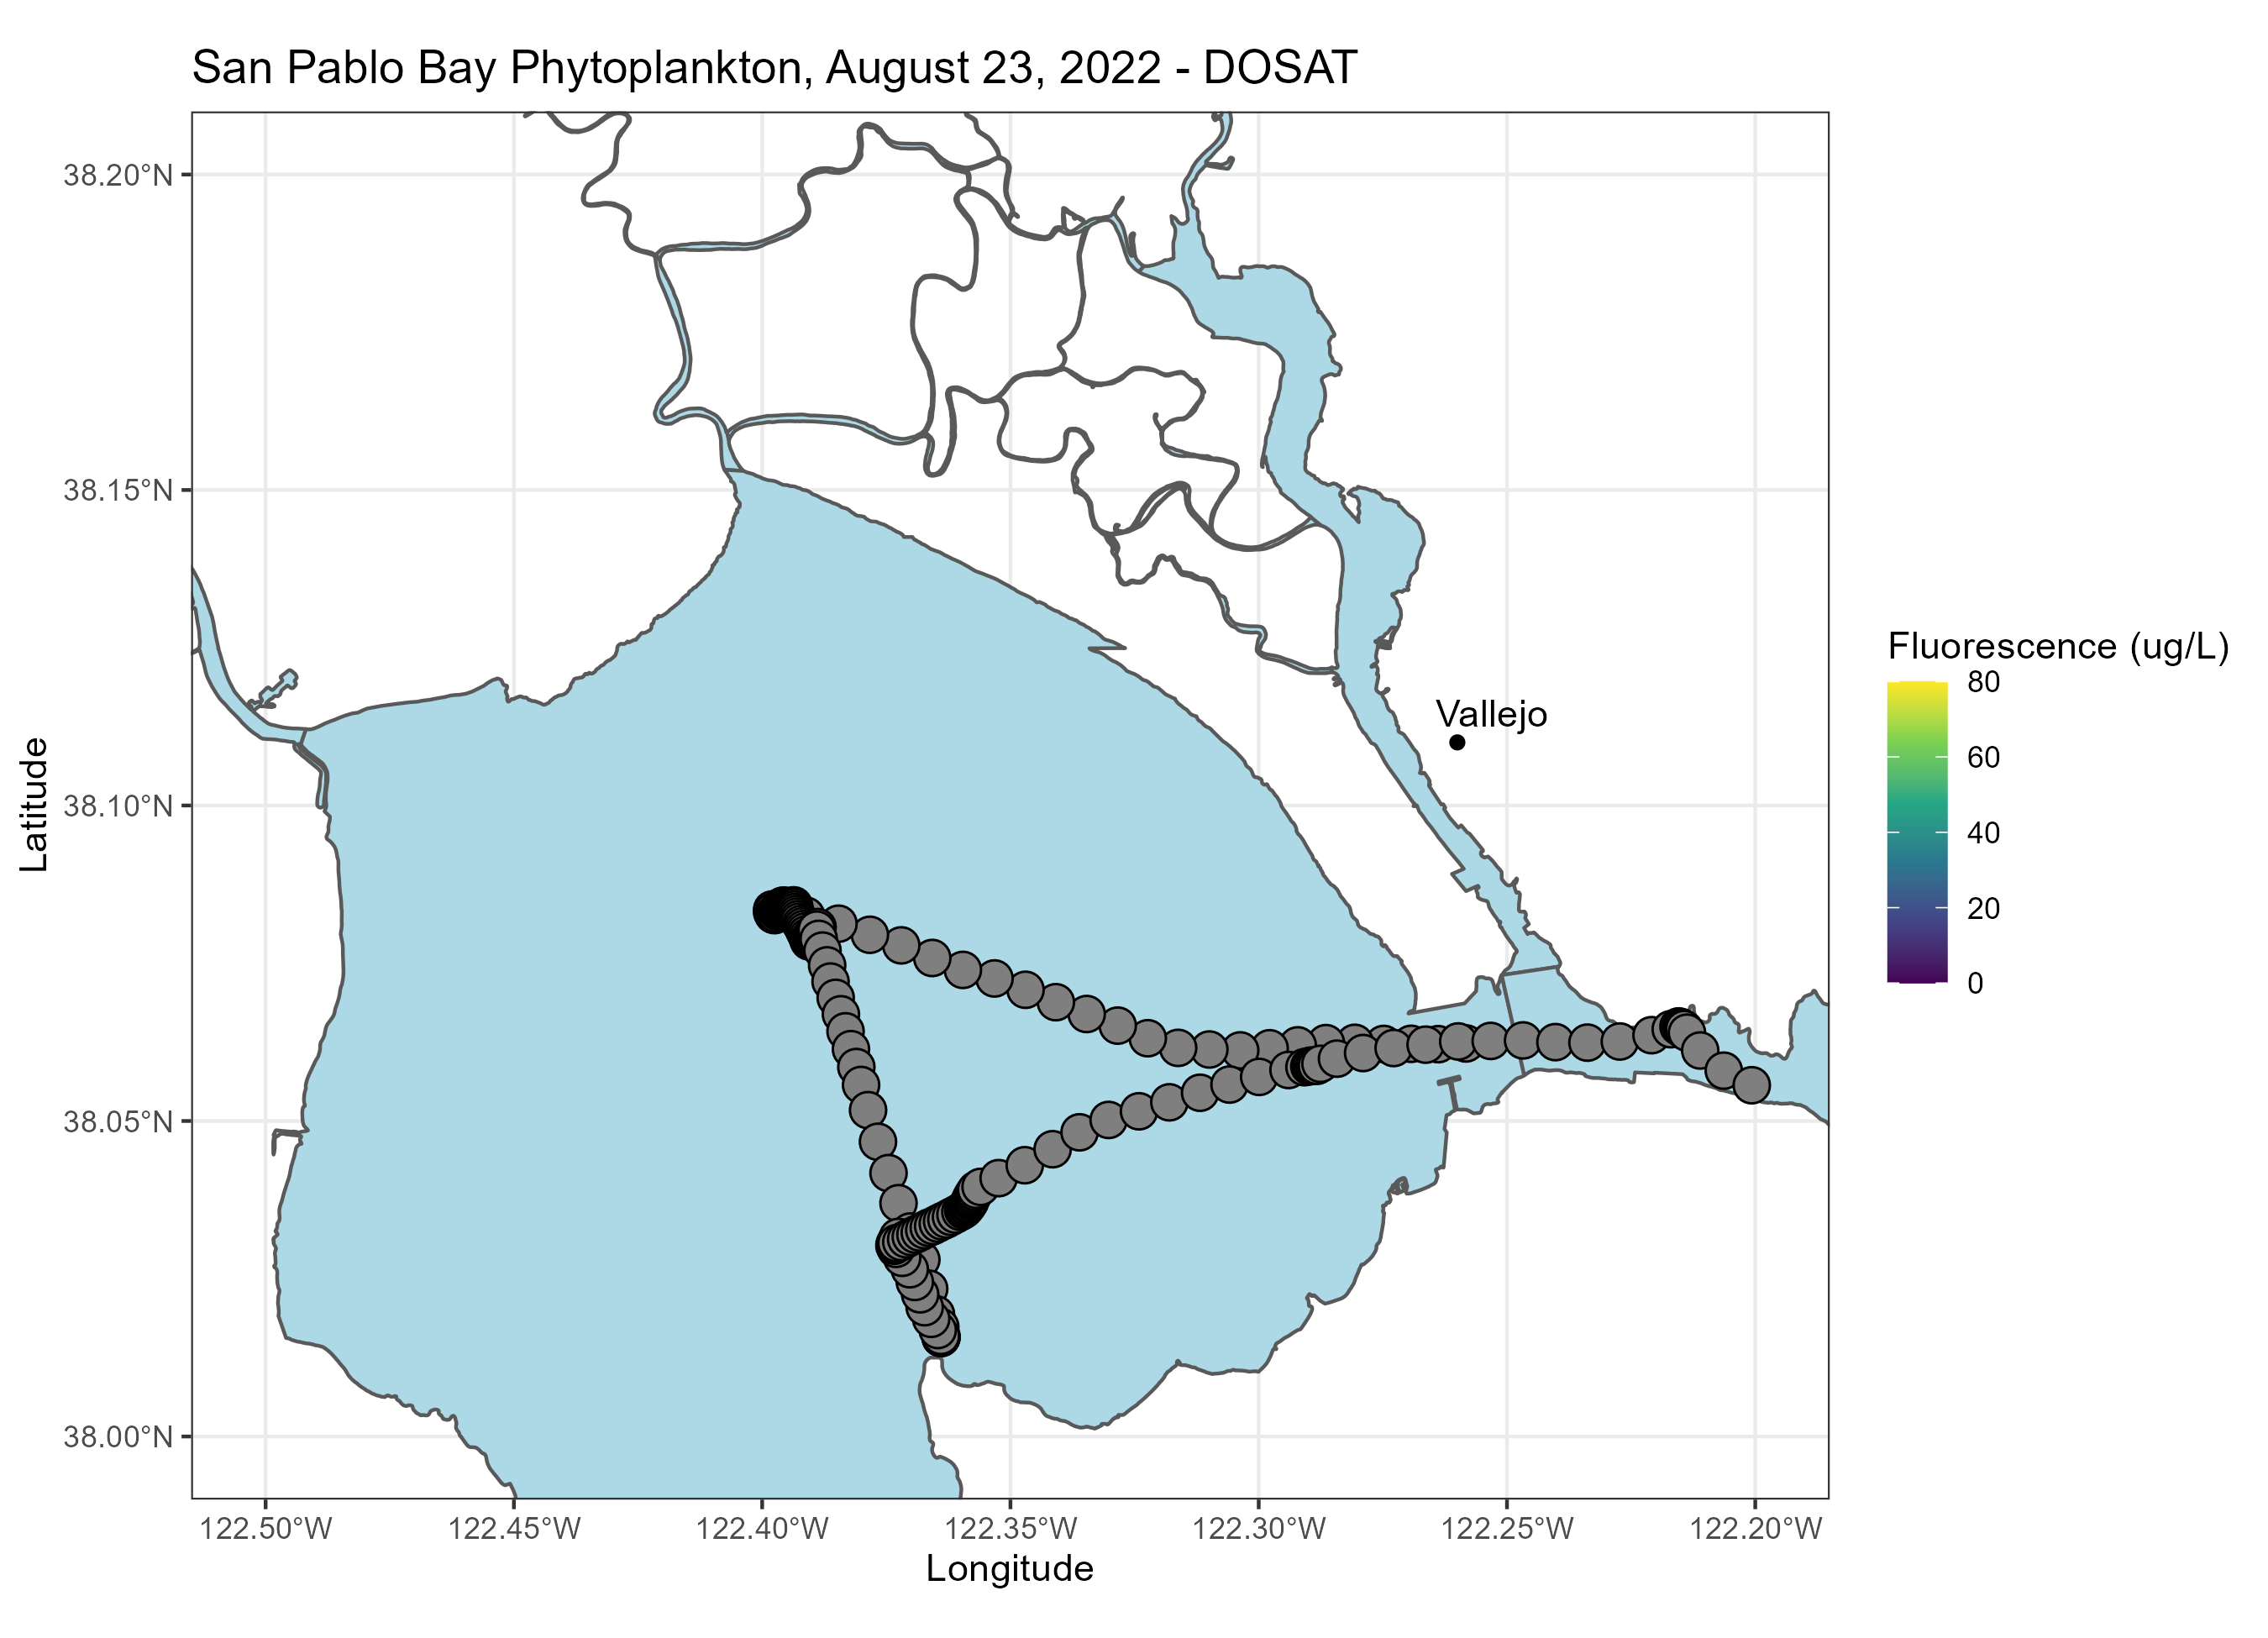 San Pablo Bay Phytoplankton, August 23, 2022 - DOSAT
38.20°N
38.15°N
38.10°N
38.05°N
38.00°N
Latitude
Vallejo
122.50°W
122.45°W
122.40°W
122.35°W
122.30°W
122.25°W
122.20°W
Longitude
Fluorescence (ug/L)
80
60
40
20
0